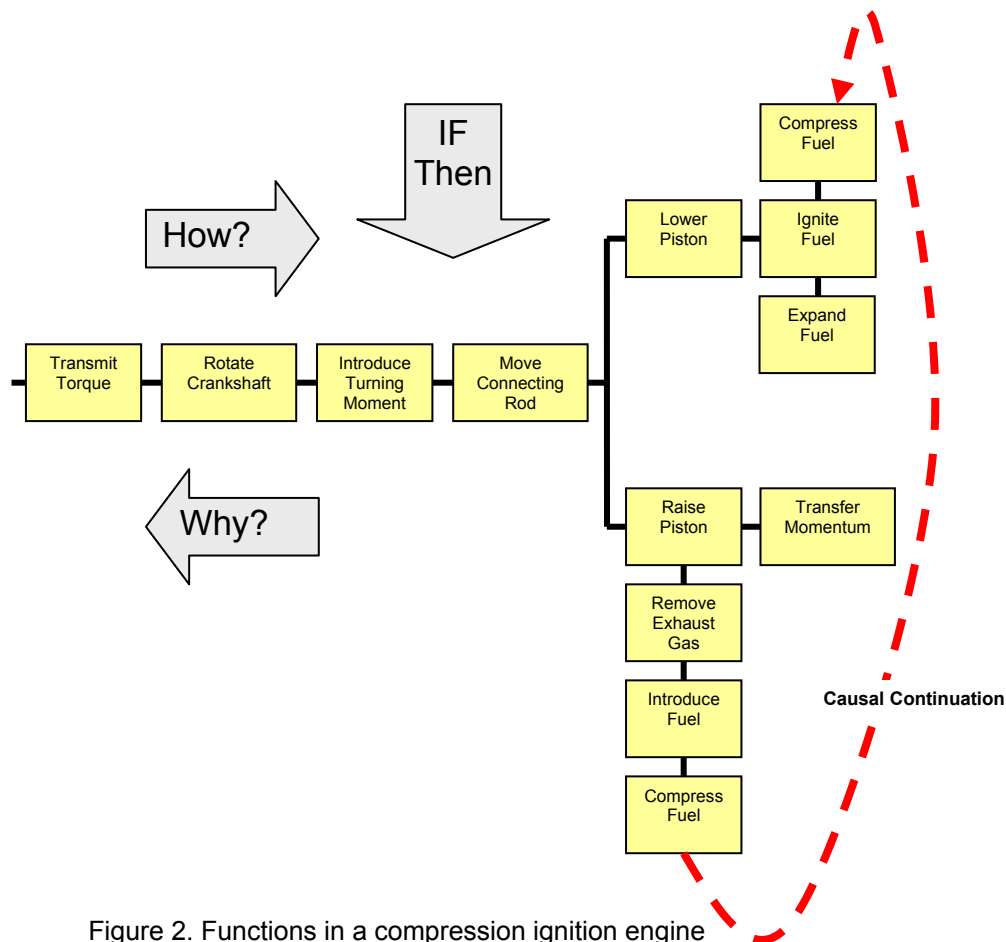 Compress
Fuel
IF
Then
How?
Lower
Piston
Ignite
Fuel
Expand
Fuel
Transmit
Torque
Rotate
Crankshaft
Introduce
Turning
Moment
Move
Connecting
Rod
Why?
Raise
Piston
Transfer
Momentum
Remove
Exhaust
Gas
Introduce
Fuel
Causal Continuation
Compress
Fuel
Figure 2. Functions in a compression ignition engine